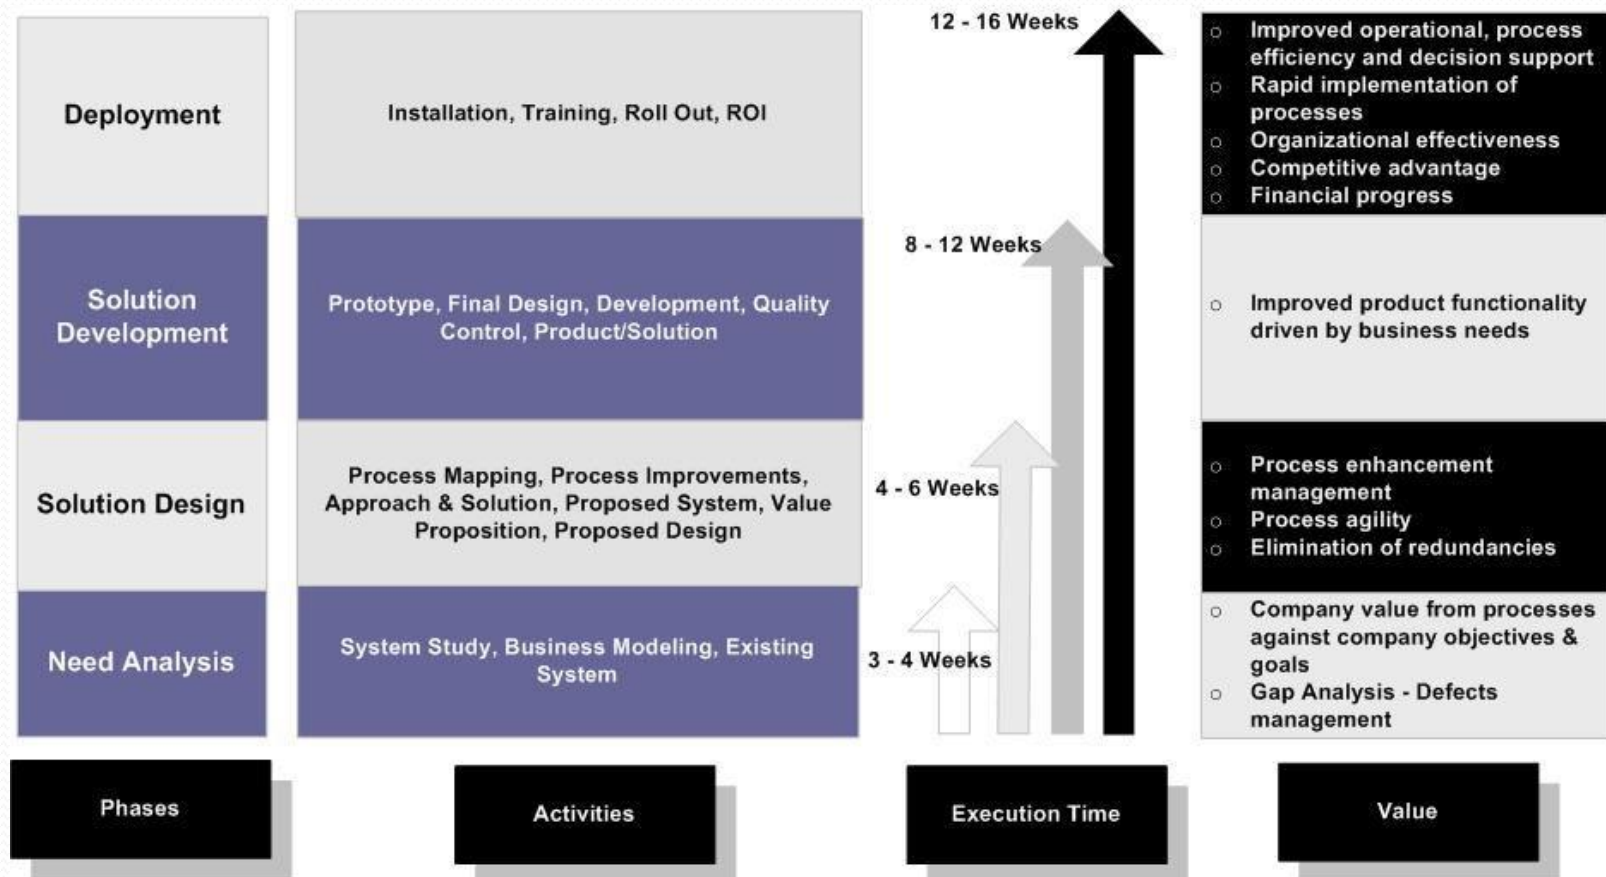 12 - 16 Weeks
Deployment
Installation, Training, Roll Out, ROI
Improved operational, process
efficiency and decision support
Rapid implementation of
processes
Organizational effectiveness
Competitive advantage
Financial progress
8 - 12 Weeks
Solution
Development
Prototype, Final Design, Development, Quality
Control, Product/Solution
Improved product functionality
driven by business needs
Solution Design
Process Mapping, Process Improvements,
Approach & Solution, Proposed System, Value
Proposition, Proposed Design
4 - 6 Weeks
Process enhancement
management
Process agility
Elimination of redundancies
Need Analysis
System Study, Business Modeling, Existing
System
3 - 4 Weeks
Company value from processes
against company objectives &
goals
Gap Analysis - Defects
management
Phases
Activities
Execution Time
Value